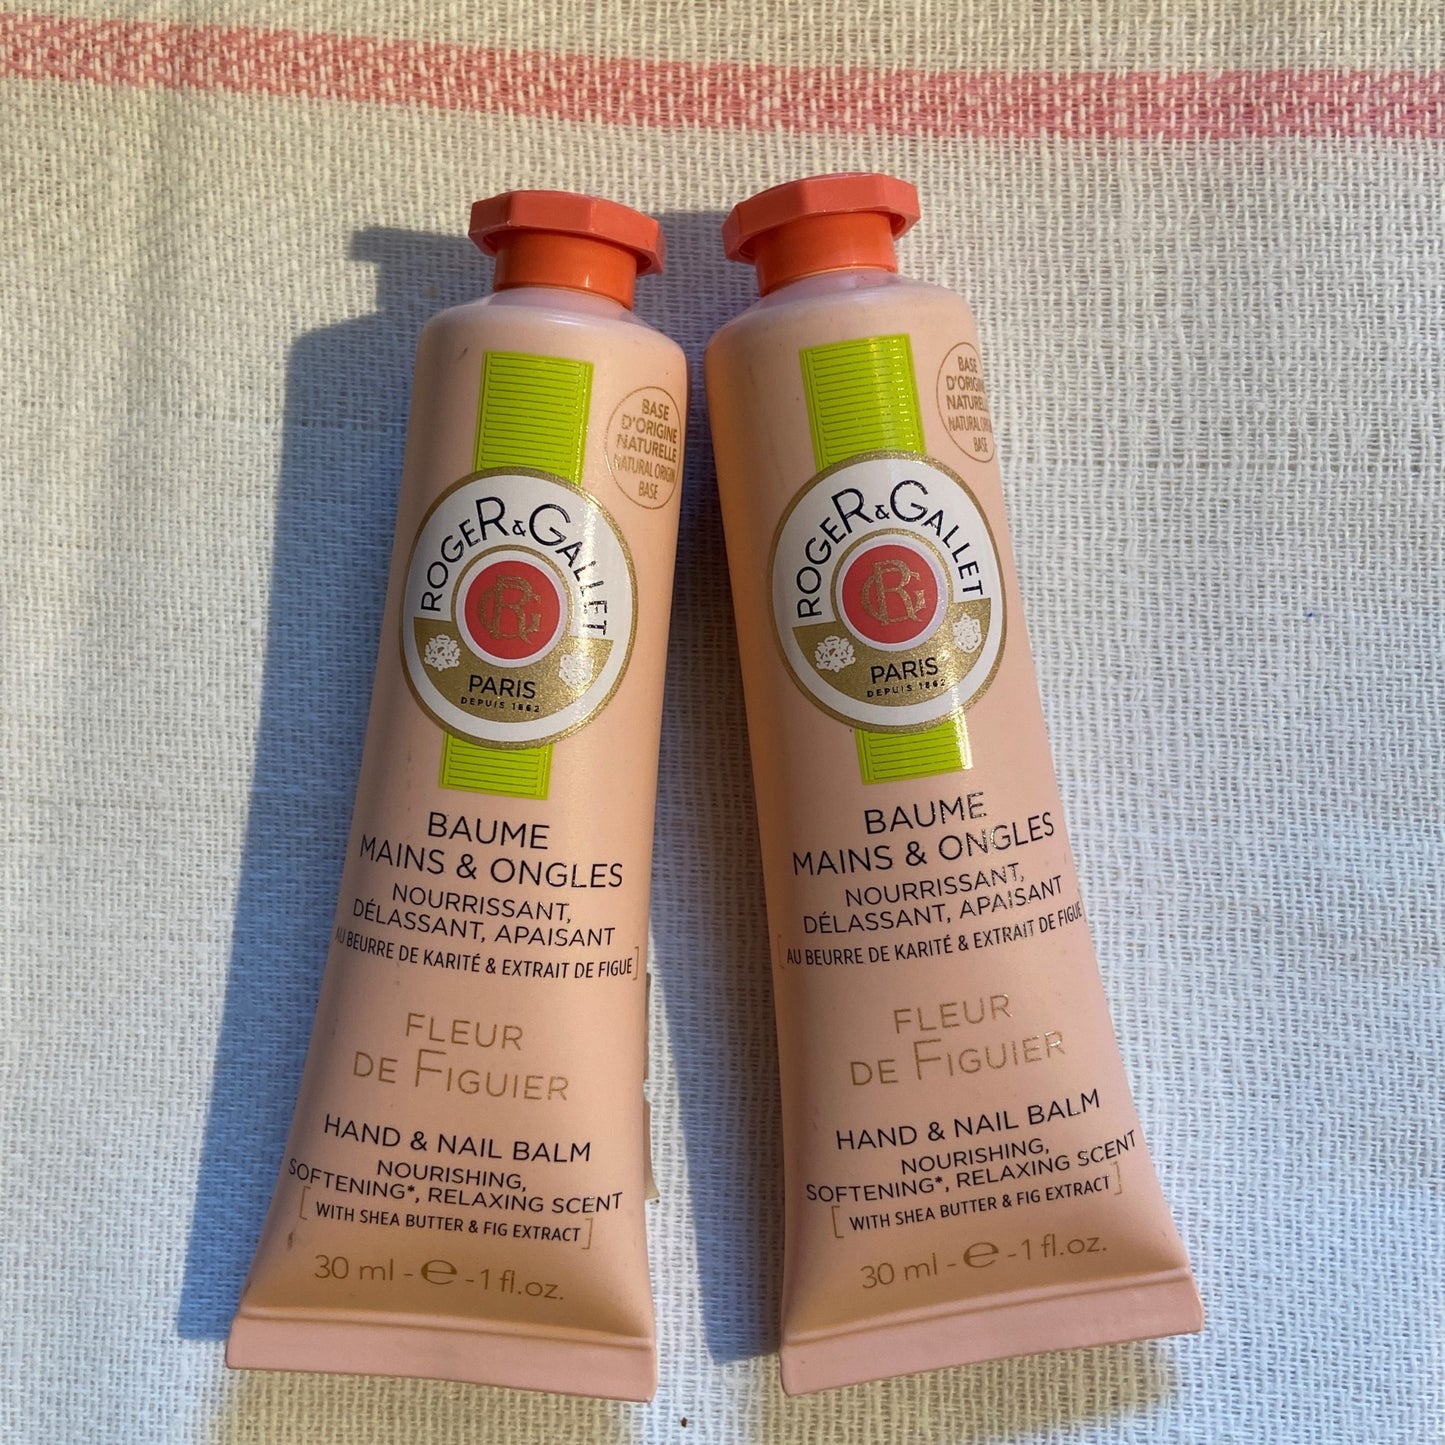 BASE
D'ORIGINE
NATURELLE
NATURAL ORIGIN
BASE
ROGER & GALLET
RG
PARIS
DEPUIS 1862
BAUME
MAINS & ONGLES
NOURRISSANT,
DÉLASSANT, APAISANT
AU BEURRE DE KARITÉ & EXTRAIT DE FIGUE]
FLEUR
DE FIGUIER
HAND & NAIL BALM
NOURISHING,
SOFTENING*, RELAXING SCENT
[WITH SHEA BUTTER & FIG EXTRACT]
30 ml - e - 1 fl.oz.
BASE
D'ORIGINE
NATURELLE
NATURAL ORIGIN
BASE
ROGER & GALLET
RG
PARIS
DEPUIS 1862
BAUME
MAINS & ONGLES
NOURRISSANT,
DÉLASSANT, APAISANT
[AU BEURRE DE KARITÉ & EXTRAIT DE FIGUE
FLEUR
DE FIGUIER
HAND & NAIL BALM
NOURISHING,
SOFTENING*, RELAXING SCENT
[WITH SHEA BUTTER & FIG EXTRACT]
30 ml - e - 1 fl.oz.